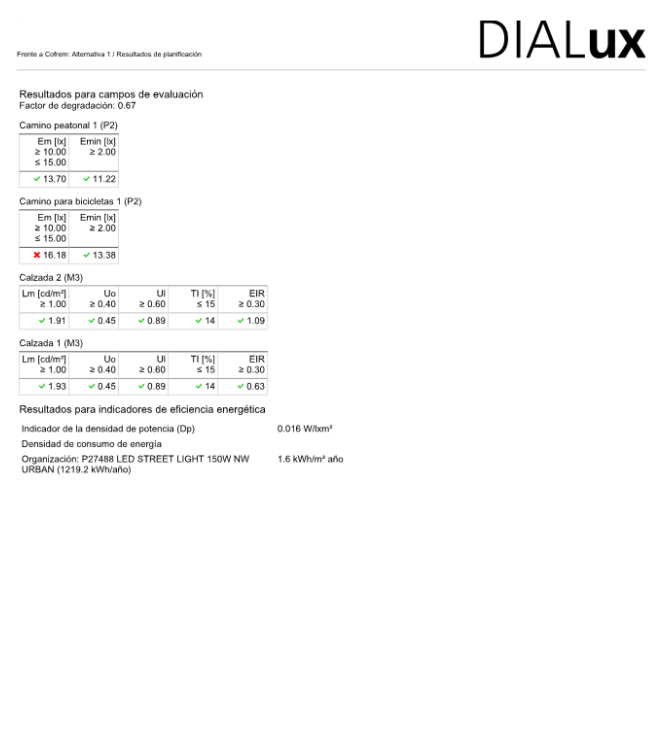 DIALux
Frente a Cofrem: Alternativa 1 / Resultados de planificación
Resultados para campos de evaluación
Factor de degradación: 0.67
Camino peatonal 1 (P2)
Em [lx] Emin [lx]
≥ 10.00 ≥ 2.00
≤ 15.00
✓ 13.70 ✓ 11.22
Camino para bicicletas 1 (P2)
Em [lx] Emin [lx]
≥ 10.00 ≥ 2.00
≤ 15.00
✖ 16.18 ✓ 13.38
Calzada 2 (M3)
Lm [cd/m²] Uo UI TI [%] EIR
≥ 1.00 ≥ 0.40 ≥ 0.60 ≤ 15 ≥ 0.30
✓ 1.91 ✓ 0.45 ✓ 0.89 ✓ 14 ✓ 1.09
Calzada 1 (M3)
Lm [cd/m²] Uo UI TI [%] EIR
≥ 1.00 ≥ 0.40 ≥ 0.60 ≤ 15 ≥ 0.30
✓ 1.93 ✓ 0.45 ✓ 0.89 ✓ 14 ✓ 0.63
Resultados para indicadores de eficiencia energética
Indicador de la densidad de potencia (Dp) 0.016 W/lxm²
Densidad de consumo de energía
Organización: P27488 LED STREET LIGHT 150W NW 1.6 kWh/m² año
URBAN (1219.2 kWh/año)